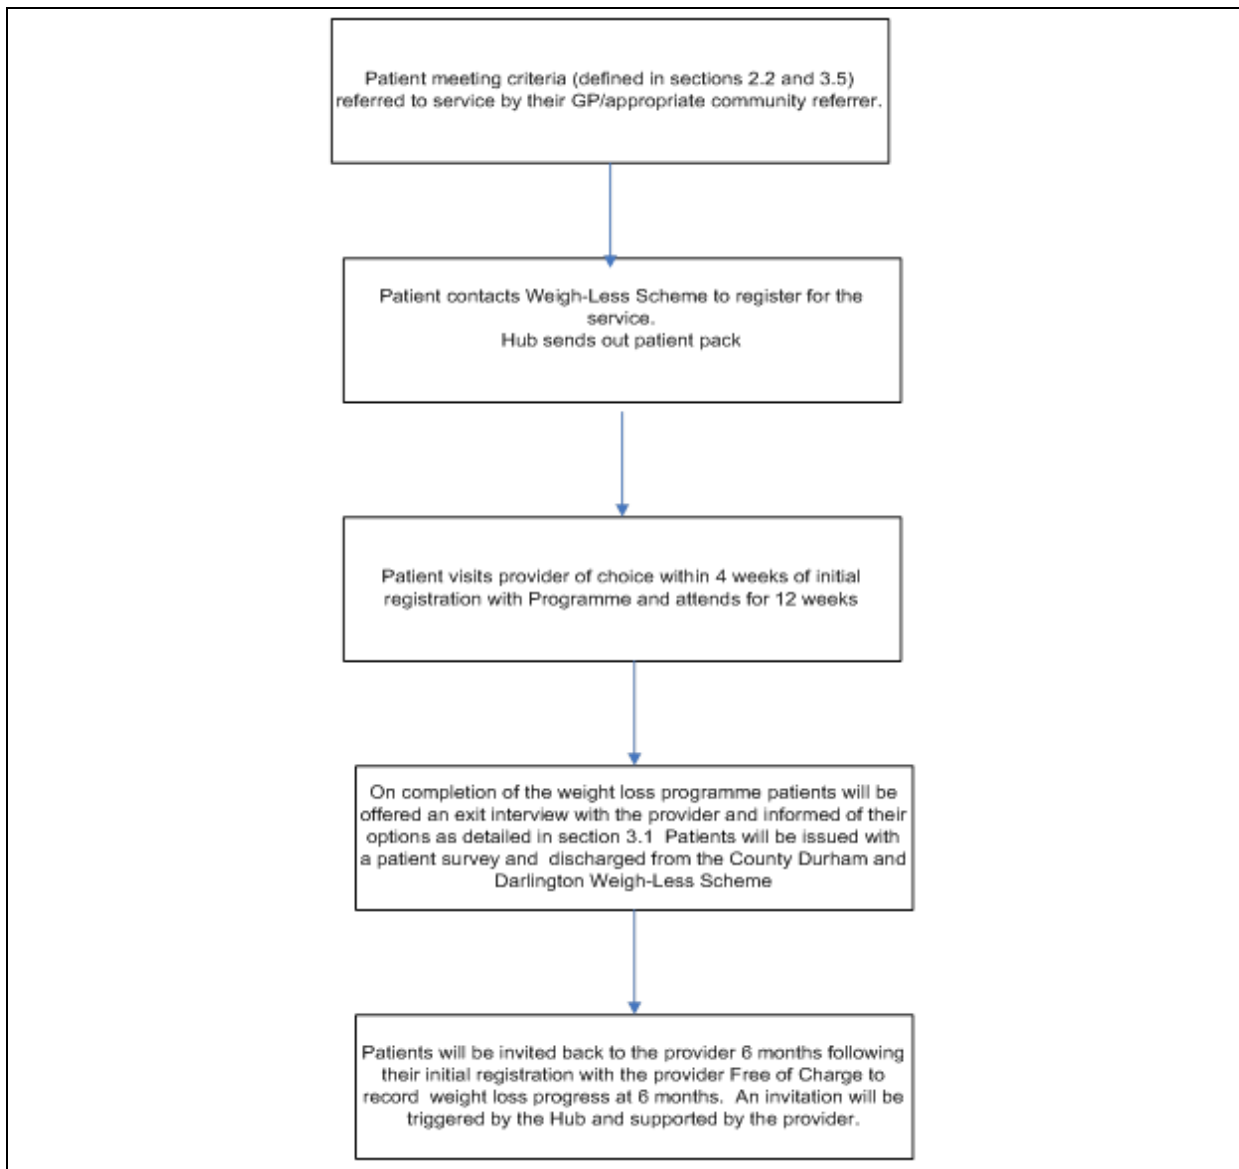 Patient meeting criteria (defined in sections 2.2 and 3.5)
referred to service by their GP/appropriate community referrer.
Patient contacts Weigh-Less Scheme to register for the
service.
Hub sends out patient pack
Patient visits provider of choice within 4 weeks of initial
registration with Programme and attends for 12 weeks
On completion of the weight loss programme patients will be
offered an exit interview with the provider and informed of their
options as detailed in section 3.1  Patients will be issued with
a patient survey and  discharged from the County Durham and
Darlington Weigh-Less Scheme
Patients will be invited back to the provider 6 months following
their initial registration with the provider Free of Charge to
record  weight loss progress at 6 months.  An invitation will be
triggered by the Hub and supported by the provider.